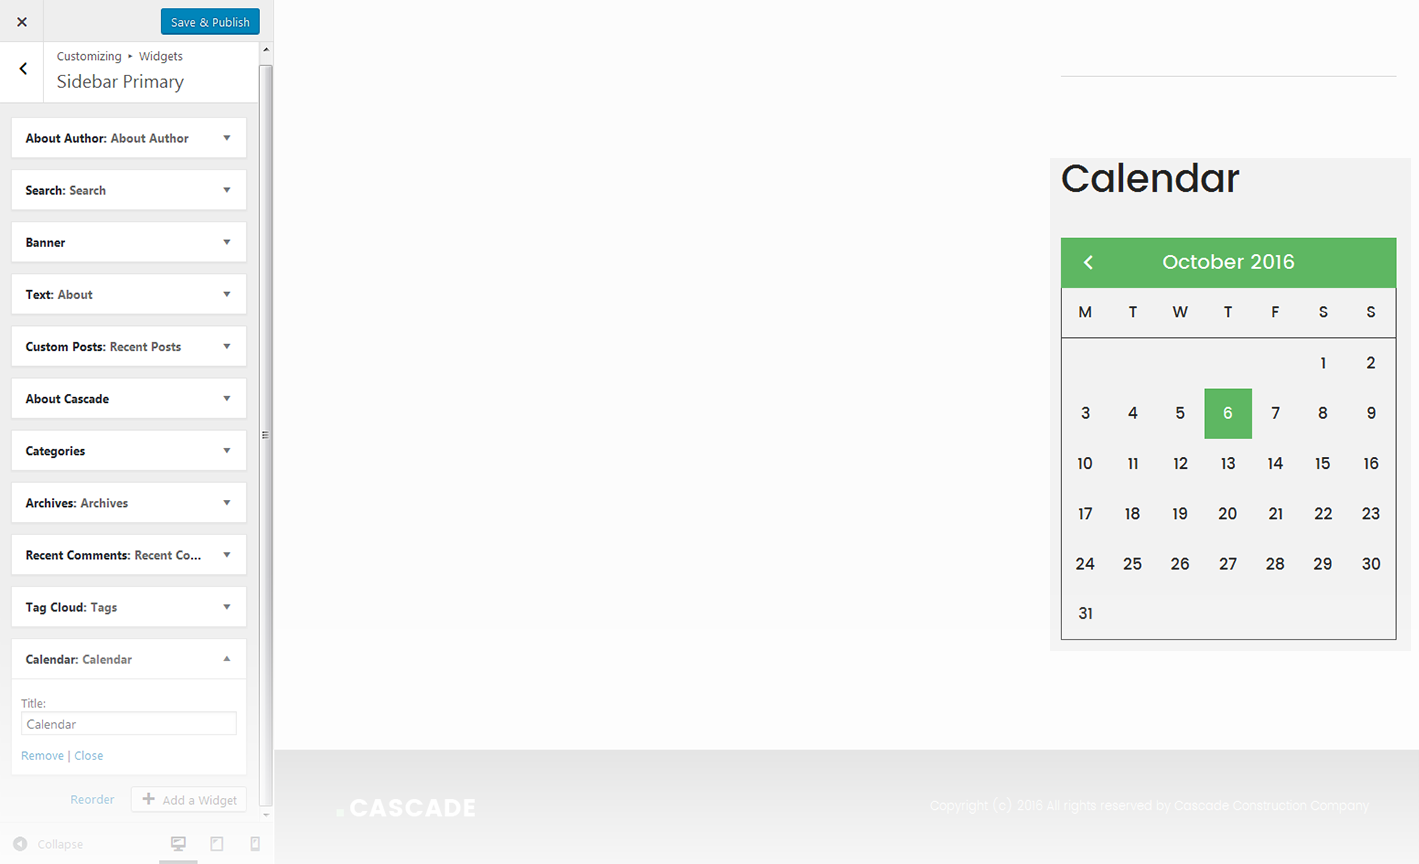 Save & Publish
Customizing ▸ Widgets
Sidebar Primary
About Author: About Author
Search: Search
Banner
Text: About
Custom Posts: Recent Posts
About Cascade
Categories
Archives: Archives
Recent Comments: Recent Co...
Tag Cloud: Tags
Calendar: Calendar
Title:
Calendar
Remove | Close
Reorder
Add a Widget
Collapse
Calendar
October 2016
M T W T F S S
1 2
3 4 5 6 7 8 9
10 11 12 13 14 15 16
17 18 19 20 21 22 23
24 25 26 27 28 29 30
31
CASCADE
Copyright (c) 2016 All rights reserved by Cascade Construction Company